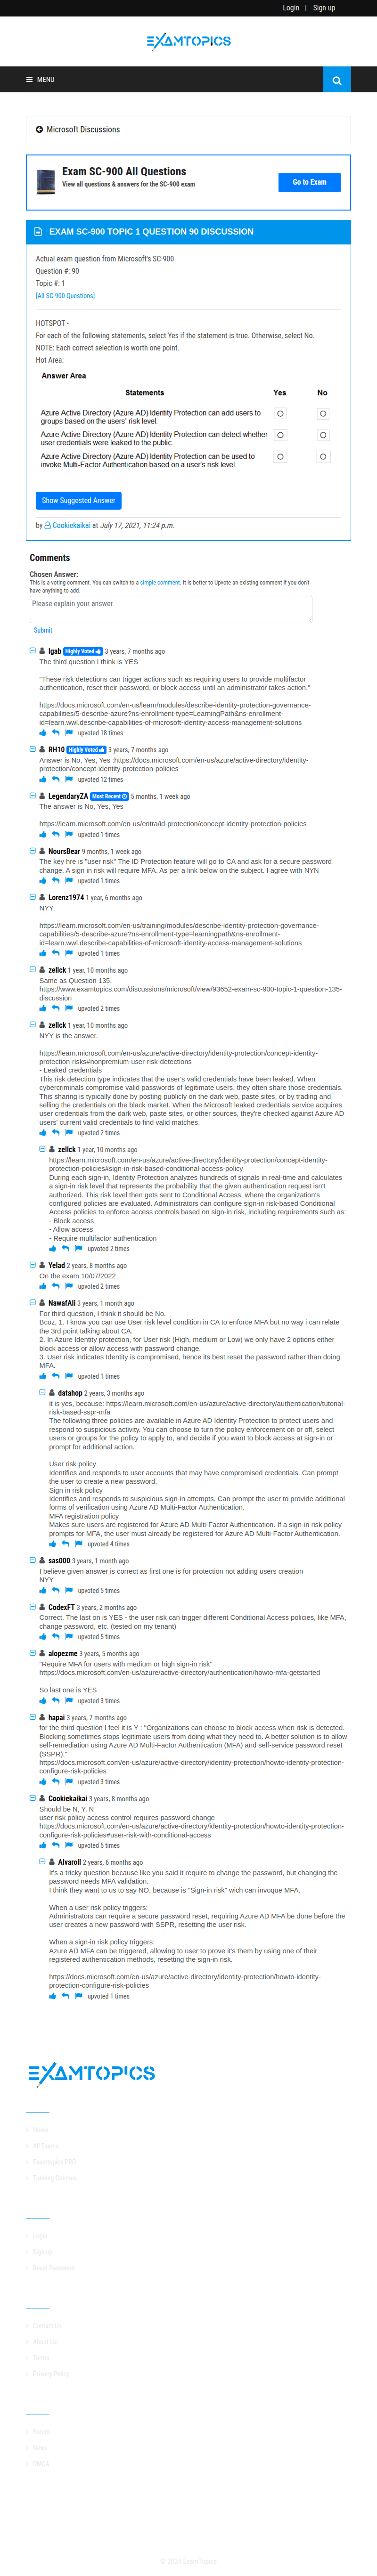 Login | Sign up
EXAMTOPICS
MENU
Microsoft Discussions
Exam SC-900 All Questions
View all questions & answers for the SC-900 exam
Go to Exam
EXAM SC-900 TOPIC 1 QUESTION 90 DISCUSSION
Actual exam question from Microsoft's SC-900
Question #: 90
Topic #: 1
[All SC-900 Questions]
HOTSPOT -
For each of the following statements, select Yes if the statement is true. Otherwise, select No.
NOTE: Each correct selection is worth one point.
Hot Area:
Answer Area
Statements Yes No
Azure Active Directory (Azure AD) Identity Protection can add users to
groups based on the users' risk level.
Azure Active Directory (Azure AD) Identity Protection can detect whether
user credentials were leaked to the public.
Azure Active Directory (Azure AD) Identity Protection can be used to
invoke Multi-Factor Authentication based on a user's risk level.
Show Suggested Answer
by Cookiekaikai at July 17, 2021, 11:24 p.m.
Comments
Chosen Answer:
This is a voting comment. You can switch to a simple comment. It is better to Upvote an existing comment if you don't
have anything to add.
Please explain your answer
Submit
lgab Highly Voted 3 years, 7 months ago
The third question I think is YES
"These risk detections can trigger actions such as requiring users to provide multifactor
authentication, reset their password, or block access until an administrator takes action."
https://docs.microsoft.com/en-us/learn/modules/describe-identity-protection-governance-
capabilities/5-describe-azure?ns-enrollment-type=LearningPath&ns-enrollment-
id=learn.wwl.describe-capabilities-of-microsoft-identity-access-management-solutions
upvoted 18 times
RH10 Highly Voted 3 years, 7 months ago
Answer is No, Yes, Yes :https://docs.microsoft.com/en-us/azure/active-directory/identity-
protection/concept-identity-protection-policies
upvoted 12 times
LegendaryZA Most Recent 5 months, 1 week ago
The answer is No, Yes, Yes
https://learn.microsoft.com/en-us/entra/id-protection/concept-identity-protection-policies
upvoted 1 times
NoursBear 9 months, 1 week ago
The key here is "user risk" The ID Protection feature will go to CA and ask for a secure password
change. A sign in risk will require MFA. As per a link below on the subject. I agree with NYN
upvoted 1 times
Lorenz1974 1 year, 6 months ago
NYY
https://learn.microsoft.com/en-us/training/modules/describe-identity-protection-governance-
capabilities/5-describe-azure?ns-enrollment-type=learningpath&ns-enrollment-
id=learn.wwl.describe-capabilities-of-microsoft-identity-access-management-solutions
upvoted 1 times
zellck 1 year, 10 months ago
Same as Question 135.
https://www.examtopics.com/discussions/microsoft/view/93652-exam-sc-900-topic-1-question-135-
discussion
upvoted 2 times
zellck 1 year, 10 months ago
NYY is the answer.
https://learn.microsoft.com/en-us/azure/active-directory/identity-protection/concept-identity-
protection-risks#nonpremium-user-risk-detections
- Leaked credentials
This risk detection type indicates that the user's valid credentials have been leaked. When
cybercriminals compromise valid passwords of legitimate users, they often share those credentials.
This sharing is typically done by posting publicly on the dark web, paste sites, or by trading and
selling the credentials on the black market. When the Microsoft leaked credentials service acquires
user credentials from the dark web, paste sites, or other sources, they're checked against Azure AD
users' current valid credentials to find valid matches.
upvoted 2 times
zellck 1 year, 10 months ago
https://learn.microsoft.com/en-us/azure/active-directory/identity-protection/concept-identity-
protection-policies#sign-in-risk-based-conditional-access-policy
During each sign-in, Identity Protection analyzes hundreds of signals in real-time and calculates
a sign-in risk level that represents the probability that the given authentication request isn't
authorized. This risk level then gets sent to Conditional Access, where the organization's
configured policies are evaluated. Administrators can configure sign-in risk-based Conditional
Access policies to enforce access controls based on sign-in risk, including requirements such as:
- Block access
- Allow access
- Require multifactor authentication
upvoted 2 times
Yelad 2 years, 8 months ago
On the exam 10/07/2022
upvoted 2 times
NawafAli 3 years, 1 month ago
For third question, I think it should be No.
Bcoz, 1. I know you can use User risk level condition in CA to enforce MFA but no way i can relate
the 3rd point talking about CA.
2. In Azure Identity protection, for User risk (High, medium or Low) we only have 2 options either
block access or allow access with password change.
3. User risk indicates Identity is compromised, hence its best reset the password rather than doing
MFA.
upvoted 1 times
datahop 2 years, 3 months ago
it is yes, because: https://learn.microsoft.com/en-us/azure/active-directory/authentication/tutorial-
risk-based-sspr-mfa
The following three policies are available in Azure AD Identity Protection to protect users and
respond to suspicious activity. You can choose to turn the policy enforcement on or off, select
users or groups for the policy to apply to, and decide if you want to block access at sign-in or
prompt for additional action.
User risk policy
Identifies and responds to user accounts that may have compromised credentials. Can prompt
the user to create a new password.
Sign in risk policy
Identifies and responds to suspicious sign-in attempts. Can prompt the user to provide additional
forms of verification using Azure AD Multi-Factor Authentication.
MFA registration policy
Makes sure users are registered for Azure AD Multi-Factor Authentication. If a sign-in risk policy
prompts for MFA, the user must already be registered for Azure AD Multi-Factor Authentication.
upvoted 4 times
sas000 3 years, 1 month ago
I believe given answer is correct as first one is for protection not adding users creation
NYY
upvoted 5 times
CodexFT 3 years, 2 months ago
Correct. The last on is YES - the user risk can trigger different Conditional Access policies, like MFA,
change password, etc. (tested on my tenant)
upvoted 5 times
alopezme 3 years, 5 months ago
"Require MFA for users with medium or high sign-in risk"
https://docs.microsoft.com/en-us/azure/active-directory/authentication/howto-mfa-getstarted
So last one is YES
upvoted 3 times
hapai 3 years, 7 months ago
for the third question I feel it is Y : "Organizations can choose to block access when risk is detected.
Blocking sometimes stops legitimate users from doing what they need to. A better solution is to allow
self-remediation using Azure AD Multi-Factor Authentication (MFA) and self-service password reset
(SSPR)."
https://docs.microsoft.com/en-us/azure/active-directory/identity-protection/howto-identity-protection-
configure-risk-policies
upvoted 3 times
Cookiekaikai 3 years, 8 months ago
Should be N, Y, N
user risk policy access control requires password change
https://docs.microsoft.com/en-us/azure/active-directory/identity-protection/howto-identity-protection-
configure-risk-policies#user-risk-with-conditional-access
upvoted 5 times
Alvaroll 2 years, 6 months ago
It's a tricky question because like you said it require to change the password, but changing the
password needs MFA validation.
I think they want to us to say NO, because is "Sign-in risk" wich can invoque MFA.
When a user risk policy triggers:
Administrators can require a secure password reset, requiring Azure AD MFA be done before the
user creates a new password with SSPR, resetting the user risk.
When a sign-in risk policy triggers:
Azure AD MFA can be triggered, allowing to user to prove it's them by using one of their
registered authentication methods, resetting the sign-in risk.
https://docs.microsoft.com/en-us/azure/active-directory/identity-protection/howto-identity-
protection-configure-risk-policies
upvoted 1 times
EXAMTOPICS
Home
All Exams
Examtopics PRO
Training Courses
Login
Sign up
Reset Password
Contact Us
About Us
Terms
Privacy Policy
Forum
News
DMCA
© 2024 ExamTopics